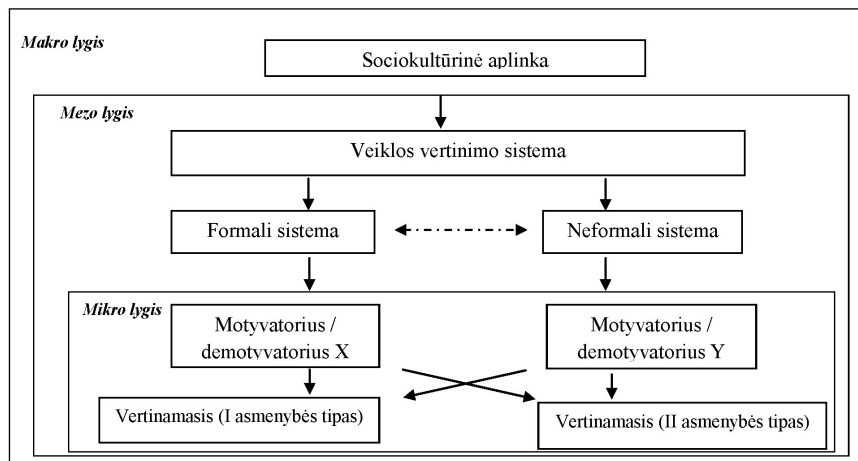 Makro lygis
Sociokultūrinė aplinka
Mezo lygis
Veiklos vertinimo sistema
Formali sistema
Neformali sistema
Mikro lygis
Motyvatorius /
demotyvatorius X
Motyvatorius /
demotyvatorius Y
Vertinamasis (I asmenybės tipas)
Vertinamasis (II asmenybės tipas)